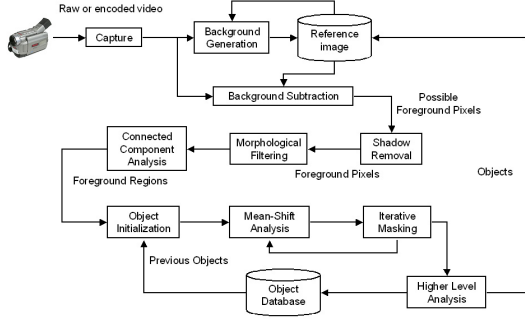 Raw or encoded video
Capture
Background
Generation
Reference
image
Background Subtraction
Possible
Foreground Pixels
Connected
Component
Analysis
Morphological
Filtering
Shadow
Removal
Foreground Regions
Foreground Pixels
Objects
Object
Initialization
Mean-Shift
Analysis
Iterative
Masking
Previous Objects
Object
Database
Higher Level
Analysis